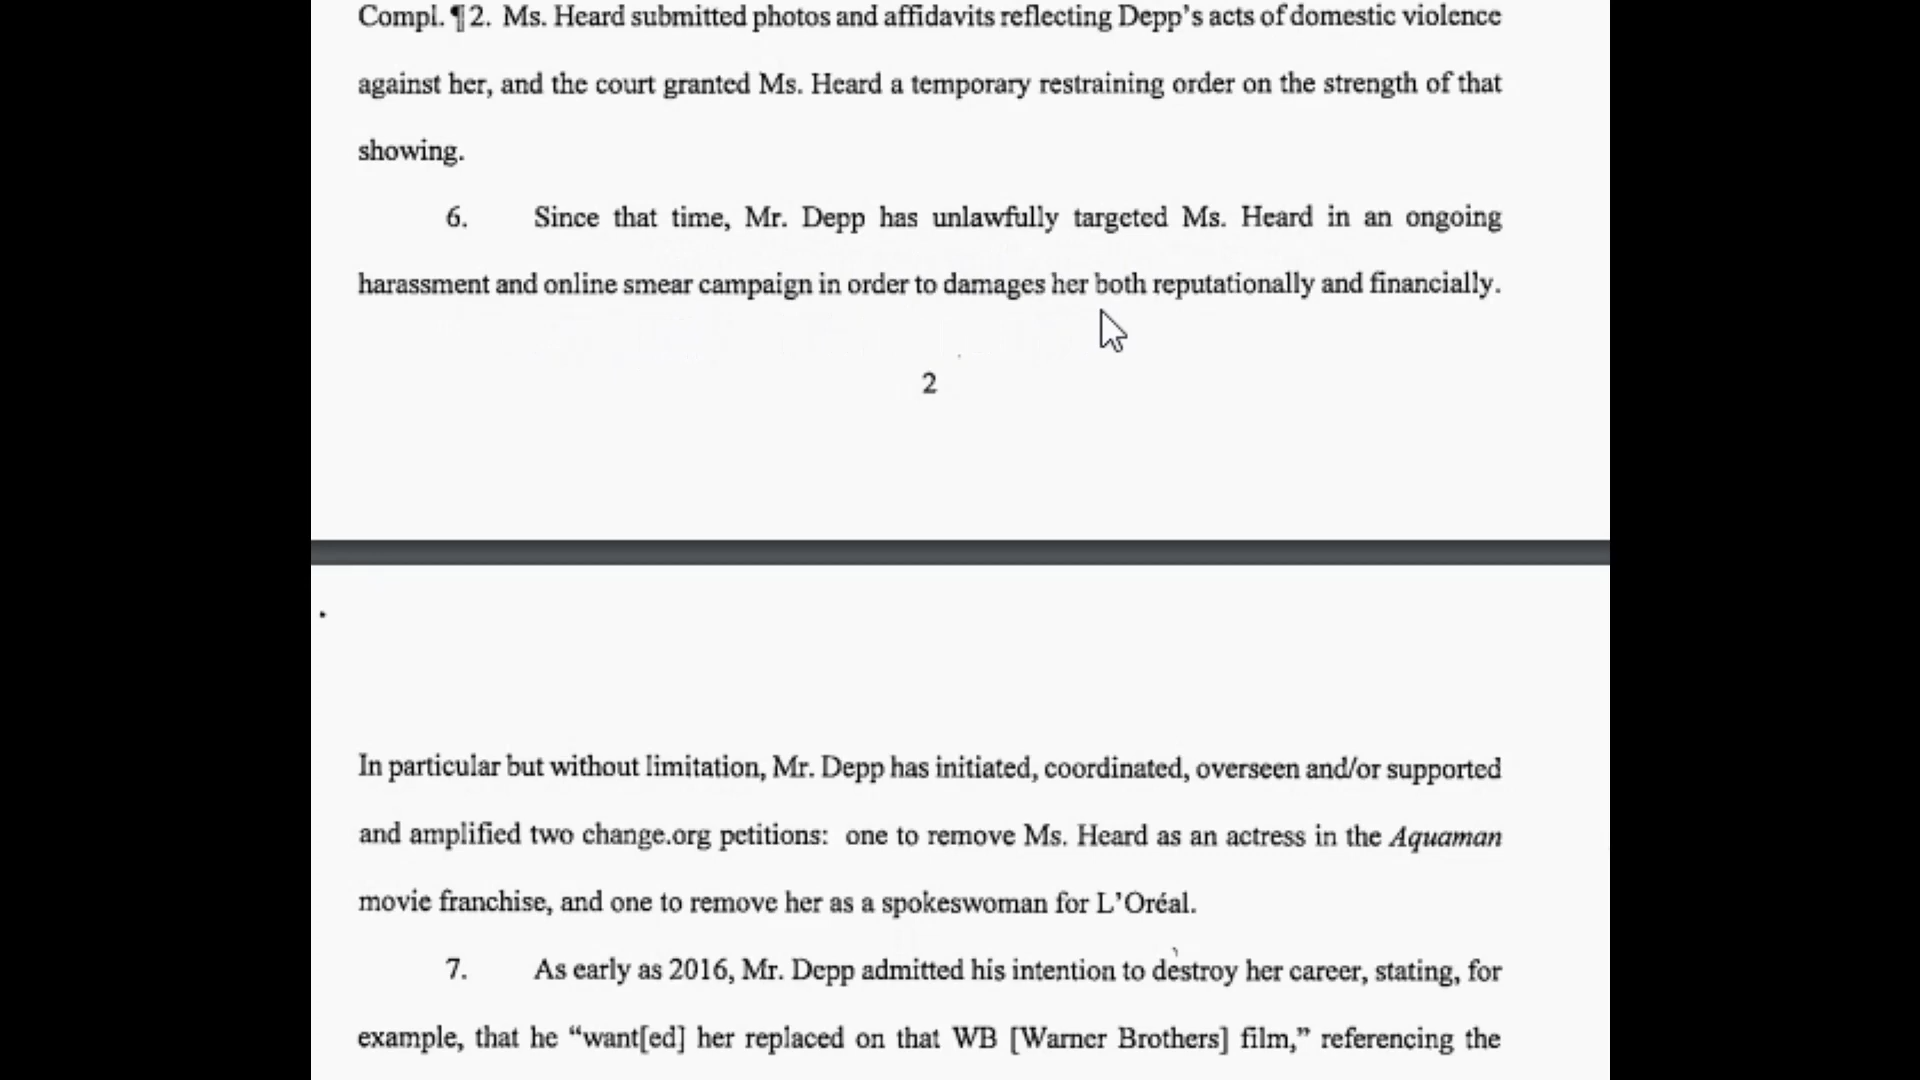 Compl. ¶ 2. Ms. Heard submitted photos and affidavits reflecting Depp's acts of domestic violence
against her, and the court granted Ms. Heard a temporary restraining order on the strength of that
showing.
6. Since that time, Mr. Depp has unlawfully targeted Ms. Heard in an ongoing
harassment and online smear campaign in order to damages her both reputationally and financially.
2
In particular but without limitation, Mr. Depp has initiated, coordinated, overseen and/or supported
and amplified two change.org petitions: one to remove Ms. Heard as an actress in the Aquaman
movie franchise, and one to remove her as a spokeswoman for L'Oréal.
7. As early as 2016, Mr. Depp admitted his intention to destroy her career, stating, for
example, that he “want[ed] her replaced on that WB [Warner Brothers] film,” referencing the